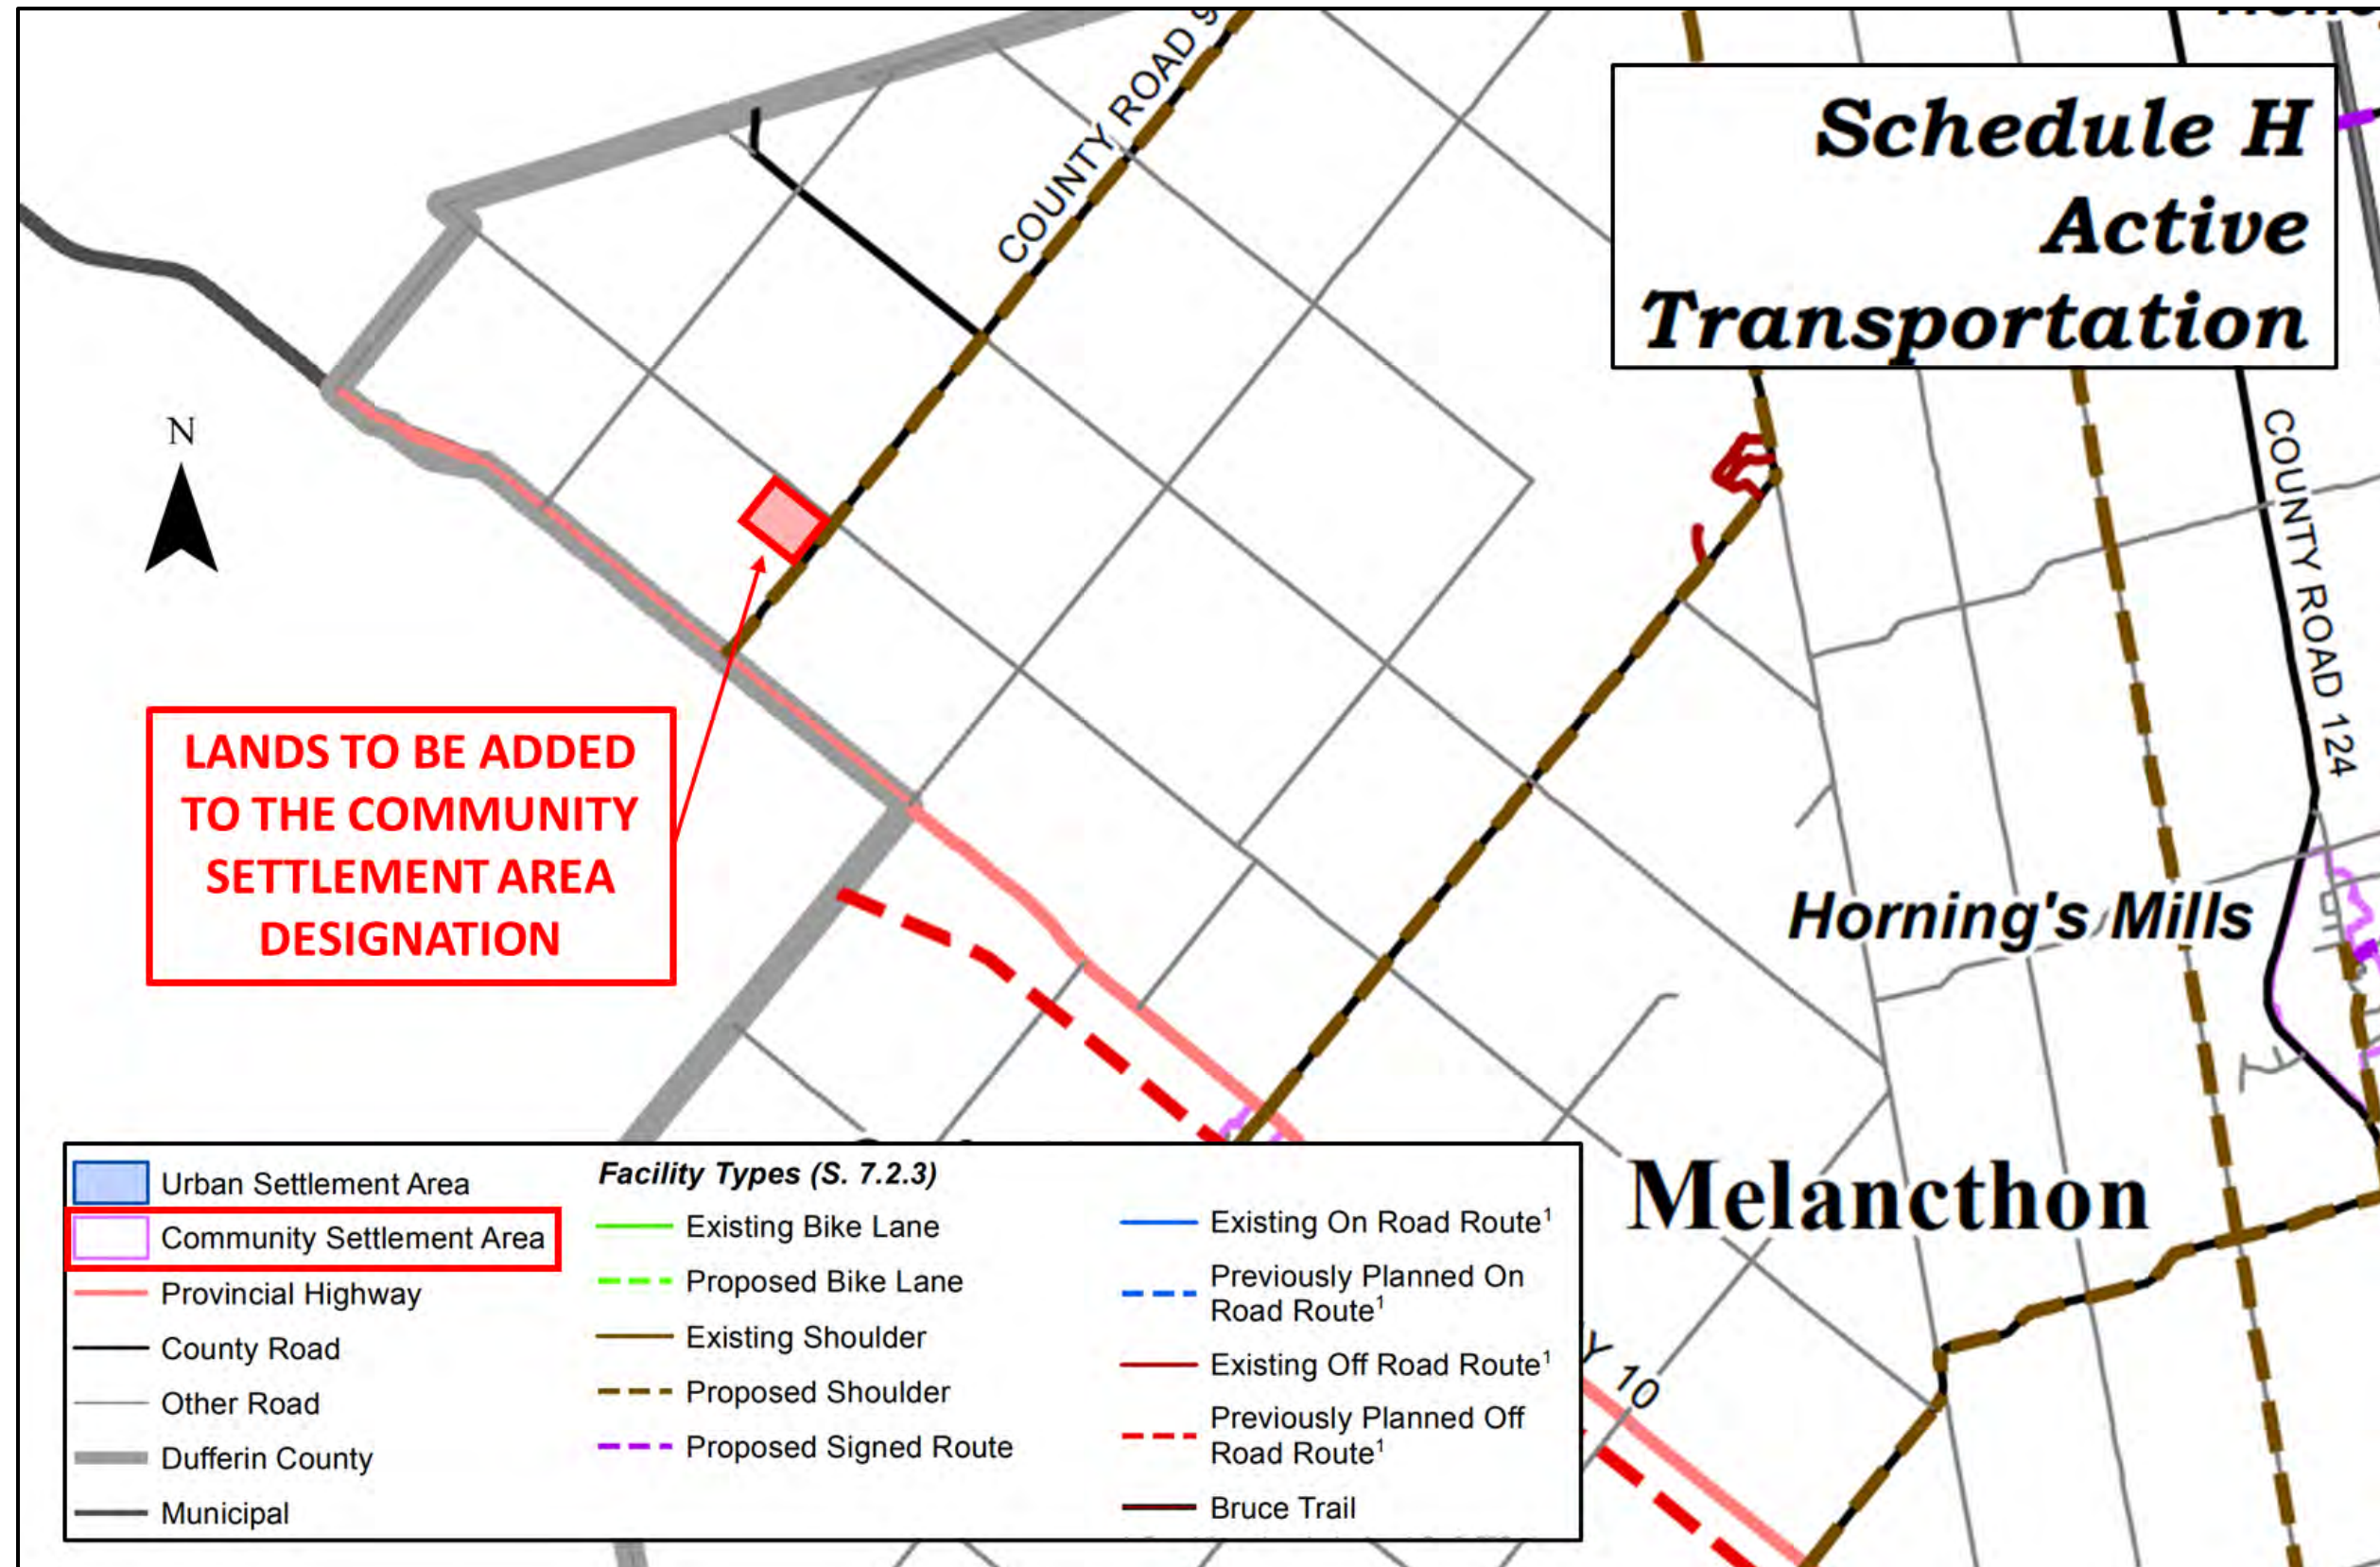 COUNTY ROAD 9
Schedule H
Active
Transportation
N
COUNTY ROAD 124
LANDS TO BE ADDED
TO THE COMMUNITY
SETTLEMENT AREA
DESIGNATION
Horning's Mills
Melancthon
Y 10
Urban Settlement Area
Community Settlement Area
Provincial Highway
County Road
Other Road
Dufferin County
Municipal
Facility Types (S. 7.2.3)
Existing Bike Lane
Proposed Bike Lane
Existing Shoulder
Proposed Shoulder
Proposed Signed Route
Existing On Road Route¹
Previously Planned On
Road Route¹
Existing Off Road Route¹
Previously Planned Off
Road Route¹
Bruce Trail